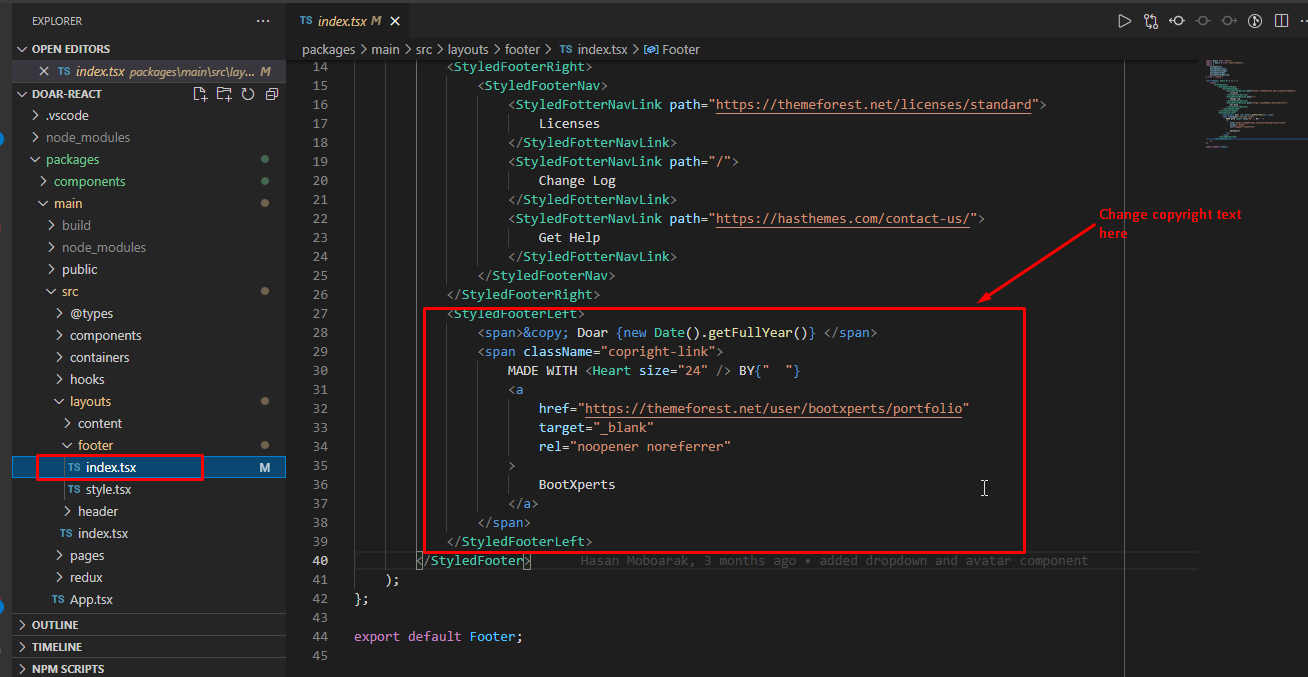 EXPLORER
OPEN EDITORS
TS index.tsx packages\main\src\lay... M
DOAR-REACT
.vscode
node_modules
packages
components
main
build
node_modules
public
src
@types
components
containers
hooks
layouts
content
footer
TS index.tsx M
TS style.tsx
header
TS index.tsx
pages
redux
TS App.tsx
OUTLINE
TIMELINE
NPM SCRIPTS
TS index.tsx M
packages > main > src > layouts > footer > TS index.tsx > Footer
14 <StyledFooterRight>
15 <StyledFooterNav>
16 <StyledFotterNavLink path="https://themeforest.net/licenses/standard">
17 Licenses
18 </StyledFotterNavLink>
19 <StyledFotterNavLink path="/">
20 Change Log
21 </StyledFotterNavLink>
22 <StyledFotterNavLink path="https://hasthemes.com/contact-us/">
23 Get Help
24 </StyledFotterNavLink>
25 </StyledFooterNav>
26 </StyledFooterRight>
27 <StyledFooterLeft>
28 <span>&copy; Doar {new Date().getFullYear()} </span>
29 <span className="copright-link">
30 MADE WITH <Heart size="24" /> BY{"  "}
31 <a
32 href="https://themeforest.net/user/bootxperts/portfolio"
33 target="_blank"
34 rel="noopener noreferrer"
35 >
36 BootXperts
37 </a>
38 </span>
39 </StyledFooterLeft>
40 </StyledFooter> Hasan Moboarak, 3 months ago • added dropdown and avatar component
41 );
42 };
43
44 export default Footer;
45
Change copyright text
here